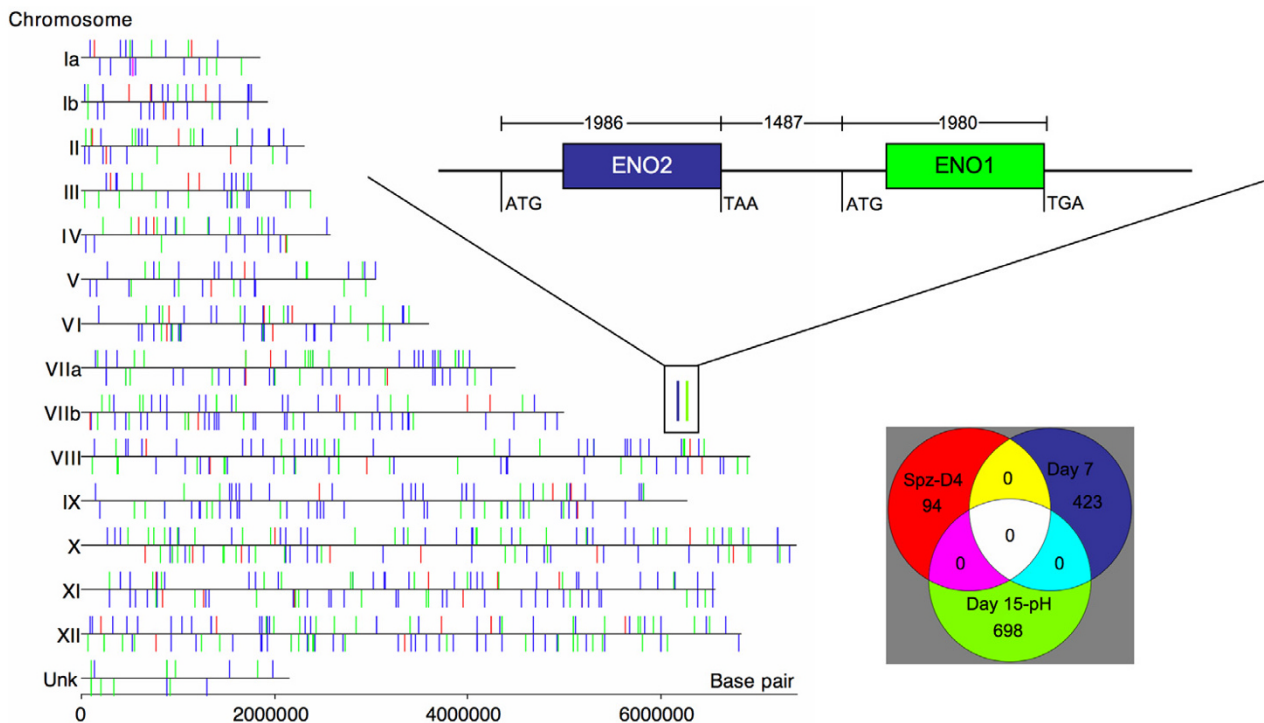 Chromosome
Ia
Ib
II
III
IV
V
VI
VIIa
VIIb
VIII
IX
X
XI
XII
Unk
Base pair
0 2000000 4000000 6000000
1986 1487 1980
ENO2 ENO1
ATG TAA ATG TGA
Spz-D4
94
0
Day 7
423
0
0
0
Day 15-pH
698